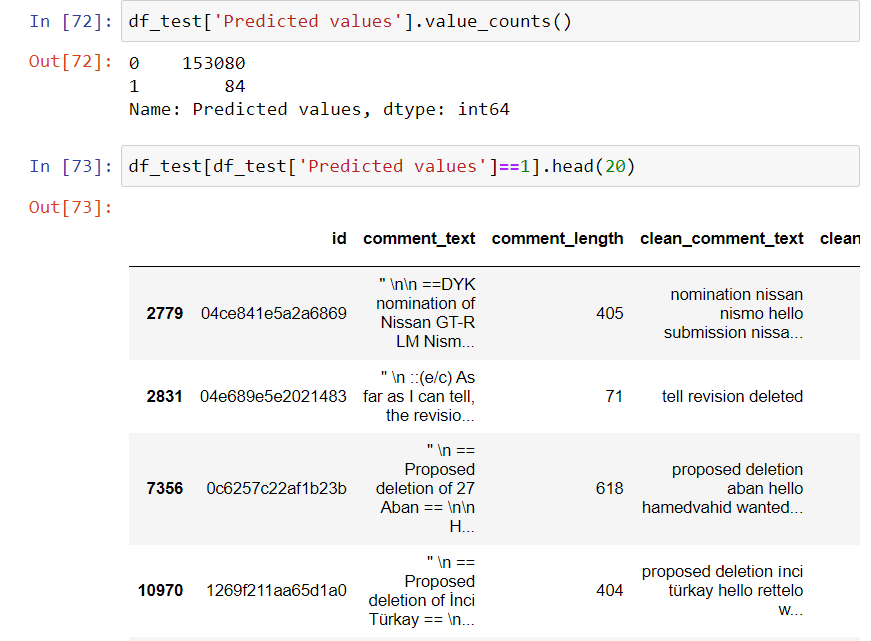 In [72]: df_test['Predicted values'].value_counts()
Out[72]: 0    153080
1        84
Name: Predicted values, dtype: int64
In [73]: df_test[df_test['Predicted values']==1].head(20)
Out[73]:
id comment_text comment_length clean_comment_text clean
" \n\n ==DYK
nomination of
Nissan GT-R
LM Nism...
2779 04ce841e5a2a6869 405
nomination nissan
nismo hello
submission nissa...
" \n ::(e/c) As
far as I can tell,
the revisio...
2831 04e689e5e2021483 71 tell revision deleted
" \n ==
Proposed
deletion of 27
Aban == \n\n
H...
7356 0c6257c22af1b23b 618
proposed deletion
aban hello
hamedvahid wanted...
" \n ==
Proposed
deletion of İnci
Türkay == \n...
10970 1269f211aa65d1a0 404
proposed deletion inci
türkay hello rettelo
w...